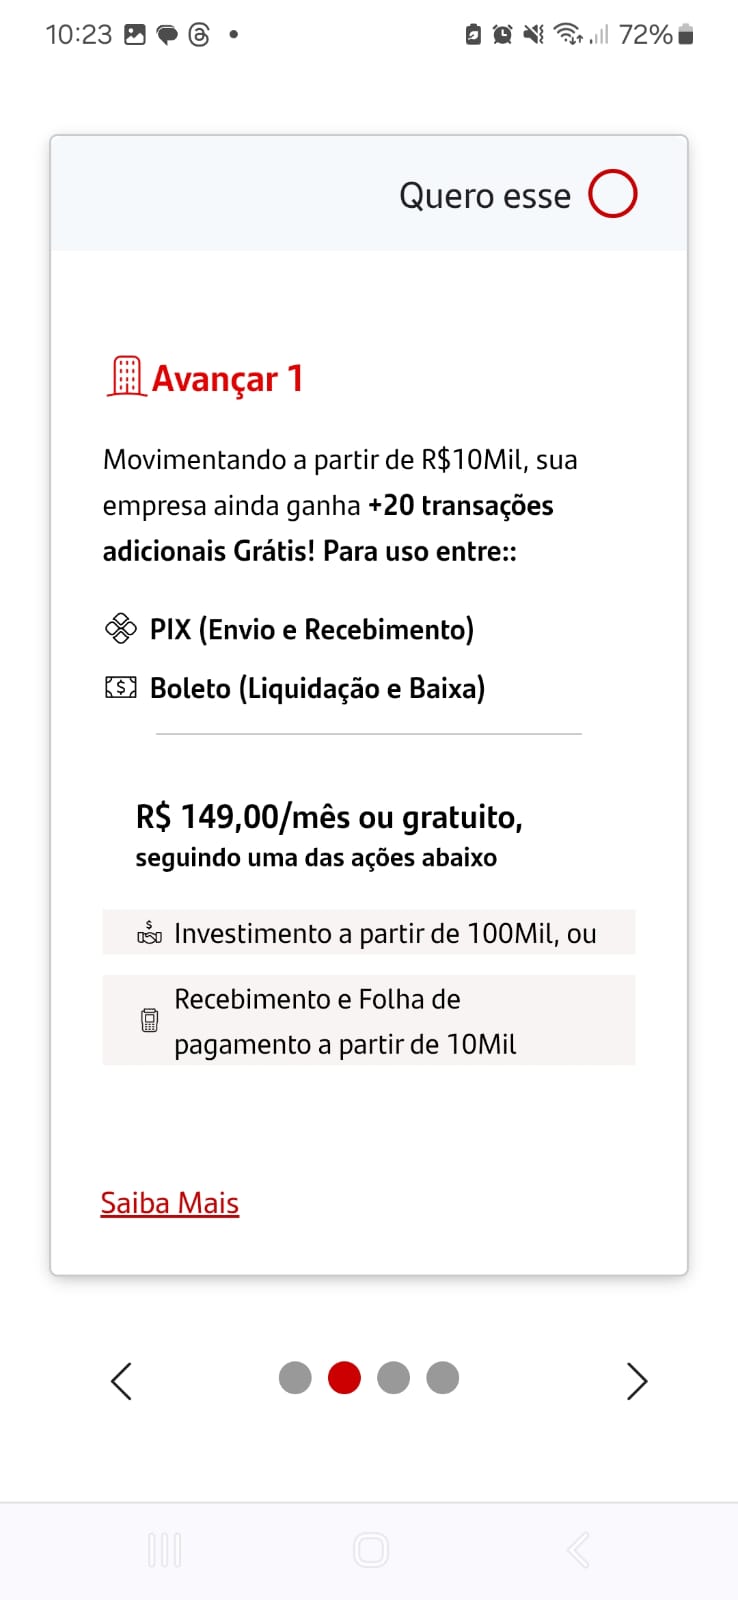 10:23
72%
Quero esse
Avançar 1
Movimentando a partir de R$10Mil, sua
empresa ainda ganha +20 transações
adicionais Grátis! Para uso entre::
PIX (Envio e Recebimento)
Boleto (Liquidação e Baixa)
R$ 149,00/mês ou gratuito,
seguindo uma das ações abaixo
Investimento a partir de 100Mil, ou
Recebimento e Folha de
pagamento a partir de 10Mil
Saiba Mais